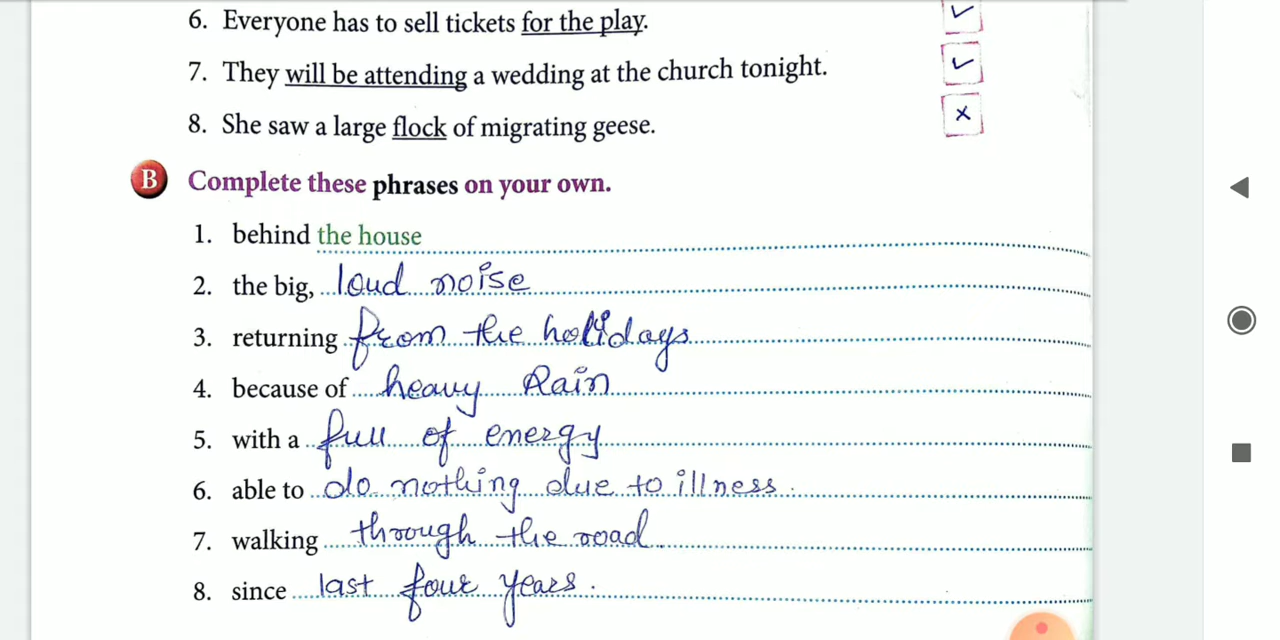 6. Everyone has to sell tickets for the play. ✓
7. They will be attending a wedding at the church tonight. ✓
8. She saw a large flock of migrating geese. ×
B Complete these phrases on your own.
1. behind the house
2. the big, loud noise
3. returning from the holidays
4. because of heavy Rain
5. with a full of energy
6. able to do nothing due to illness.
7. walking through the road
8. since last four years.